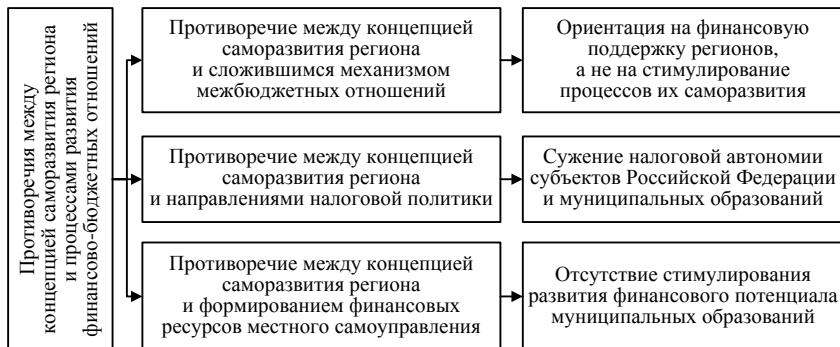 Противоречия между
концепцией саморазвития региона
и процессами развития
финансово-бюджетных отношений
Противоречие между концепцией
саморазвития региона
и сложившимся механизмом
межбюджетных отношений
Ориентация на финансовую
поддержку регионов,
а не на стимулирование
процессов их саморазвития
Противоречие между концепцией
саморазвития региона
и направлениями налоговой политики
Сужение налоговой автономии
субъектов Российской Федерации
и муниципальных образований
Противоречие между концепцией
саморазвития региона
и формированием финансовых
ресурсов местного самоуправления
Отсутствие стимулирования
развития финансового потенциала
муниципальных образований